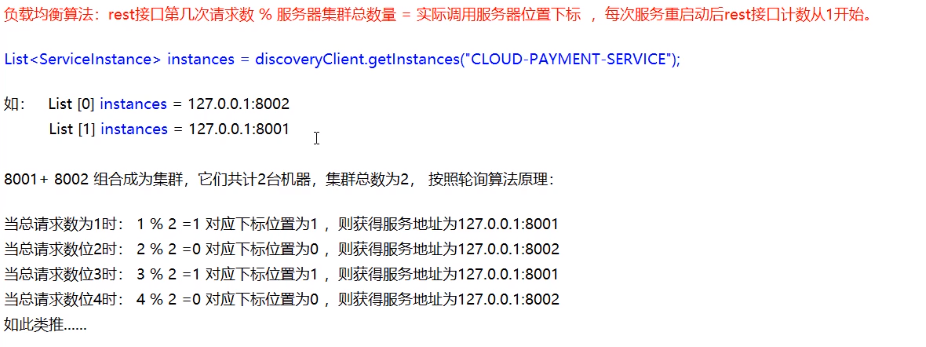 负载均衡算法：rest接口第几次请求数 % 服务器集群总数量 = 实际调用服务器位置下标 ，每次服务重启动后rest接口计数从1开始。
List<ServiceInstance> instances = discoveryClient.getInstances("CLOUD-PAYMENT-SERVICE");
如： List [0] instances = 127.0.0.1:8002
List [1] instances = 127.0.0.1:8001
8001+ 8002 组合成为集群，它们共计2台机器，集群总数为2， 按照轮询算法原理：
当总请求数为1时： 1 % 2 =1 对应下标位置为1 ，则获得服务地址为127.0.0.1:8001
当总请求数位2时： 2 % 2 =0 对应下标位置为0 ，则获得服务地址为127.0.0.1:8002
当总请求数位3时： 3 % 2 =1 对应下标位置为1 ，则获得服务地址为127.0.0.1:8001
当总请求数位4时： 4 % 2 =0 对应下标位置为0 ，则获得服务地址为127.0.0.1:8002
如此类推......